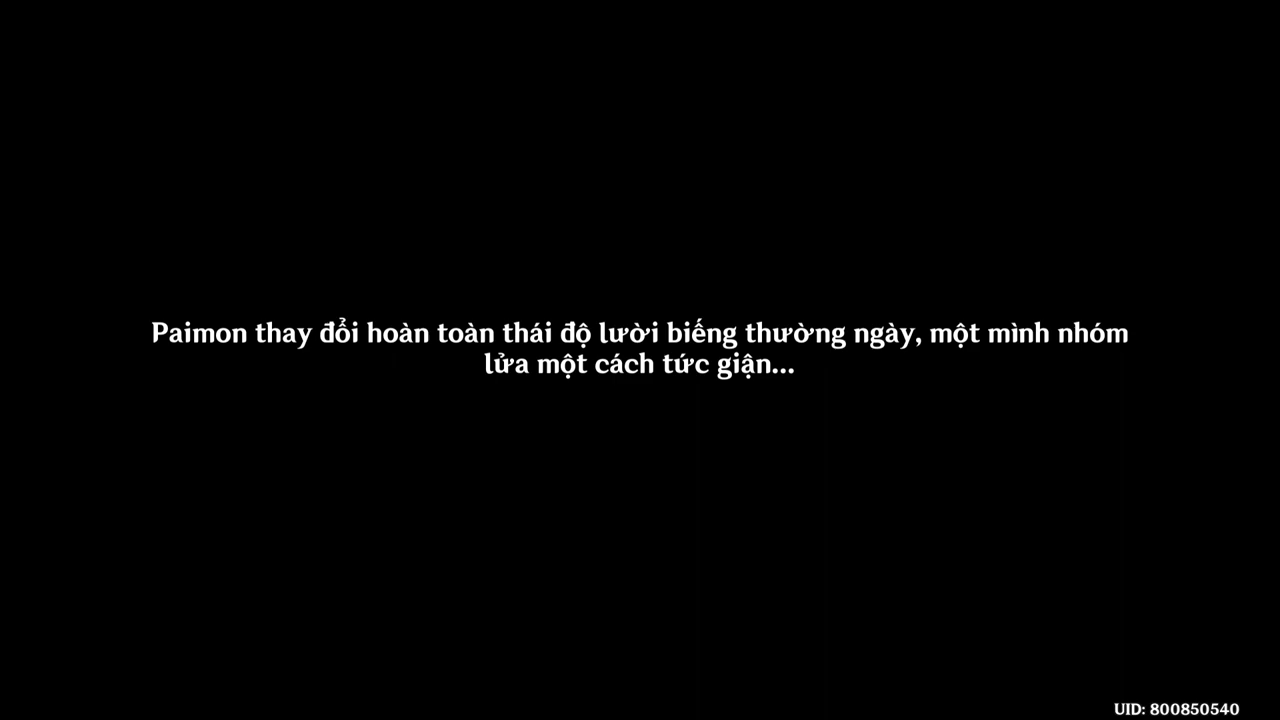 Paimon thay đổi hoàn toàn thái độ lười biếng thường ngày, một mình nhóm
lửa một cách tức giận...
UID: 800850540